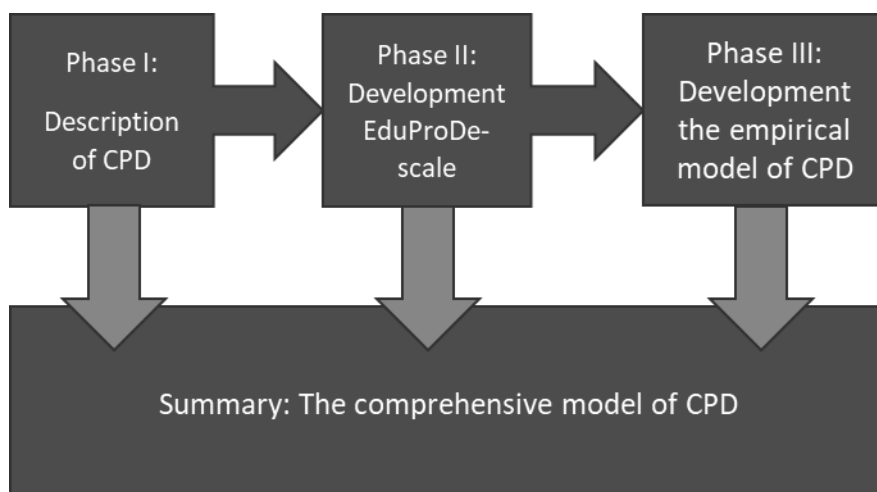 Phase I:
Description
of CPD
Phase II:
Development
EduProDe-
scale
Phase III:
Development
the empirical
model of CPD
Summary: The comprehensive model of CPD